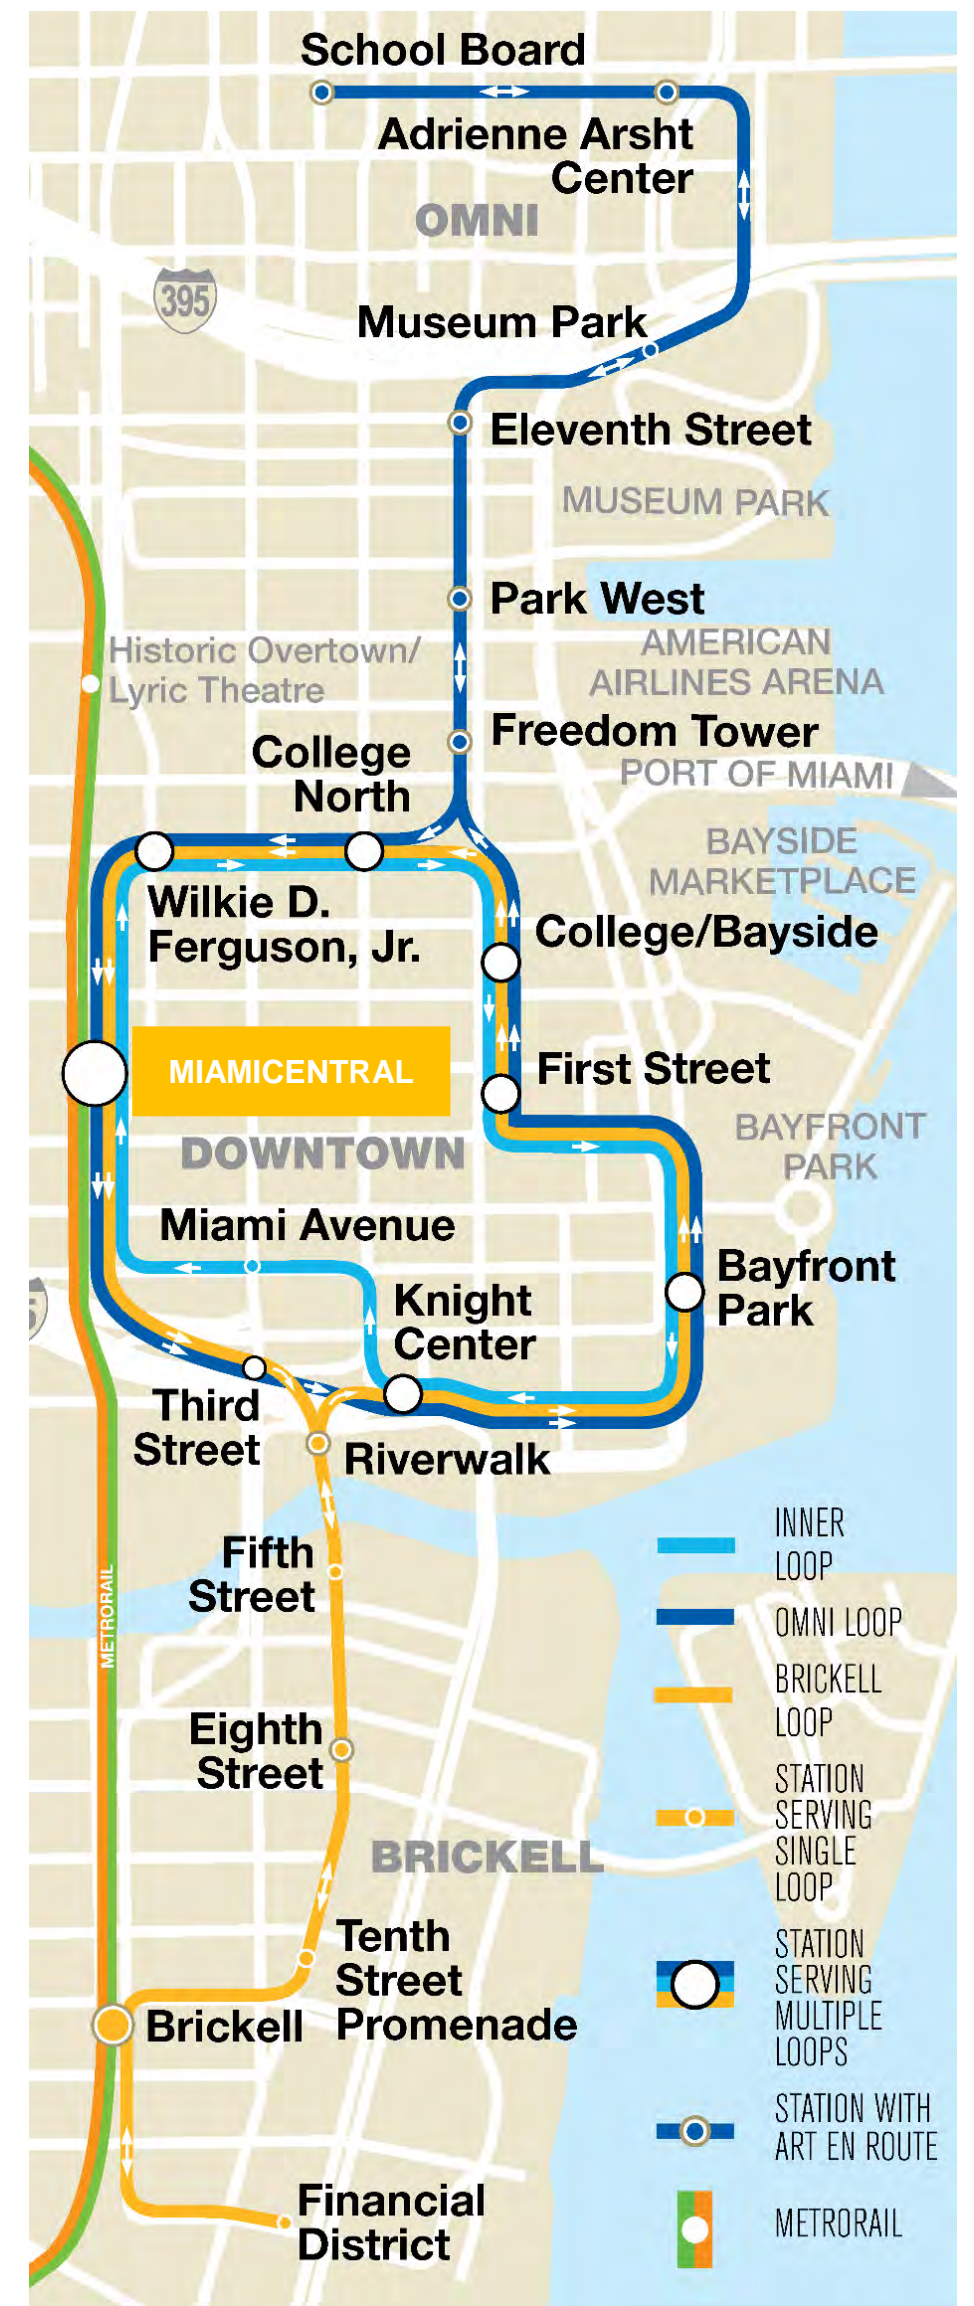 School Board
Adrienne Arsht
Center
OMNI
395
Museum Park
Eleventh Street
MUSEUM PARK
Park West
Historic Overtown/
Lyric Theatre
AMERICAN
AIRLINES ARENA
Freedom Tower
College
North
PORT OF MIAMI
BAYSIDE
MARKETPLACE
Wilkie D.
Ferguson, Jr.
College/Bayside
MIAMICENTRAL
First Street
BAYFRONT
PARK
DOWNTOWN
Miami Avenue
Bayfront
Park
Knight
Center
5
Third
Street
Riverwalk
Fifth
Street
METRORAIL
Eighth
Street
BRICKELL
Tenth
Street
Promenade
Brickell
Financial
District
INNER
LOOP
OMNI LOOP
BRICKELL
LOOP
STATION
SERVING
SINGLE
LOOP
STATION
SERVING
MULTIPLE
LOOPS
STATION WITH
ART EN ROUTE
METRORAIL